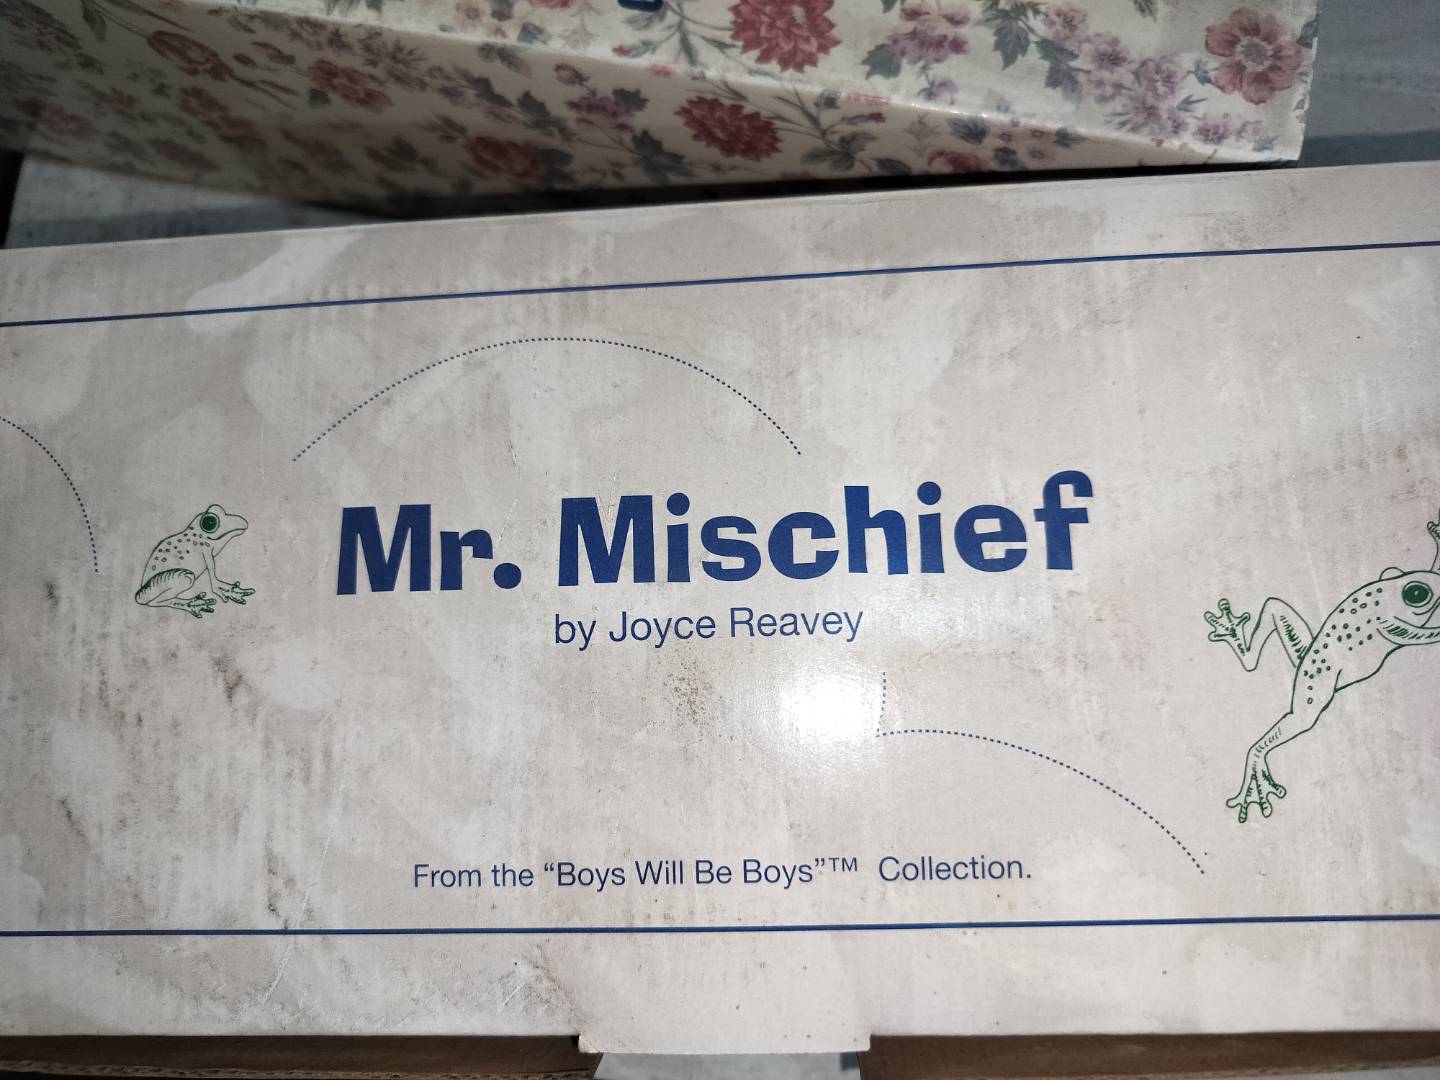 Mr. Mischief
by Joyce Reavey
From the “Boys Will Be Boys”™ Collection.